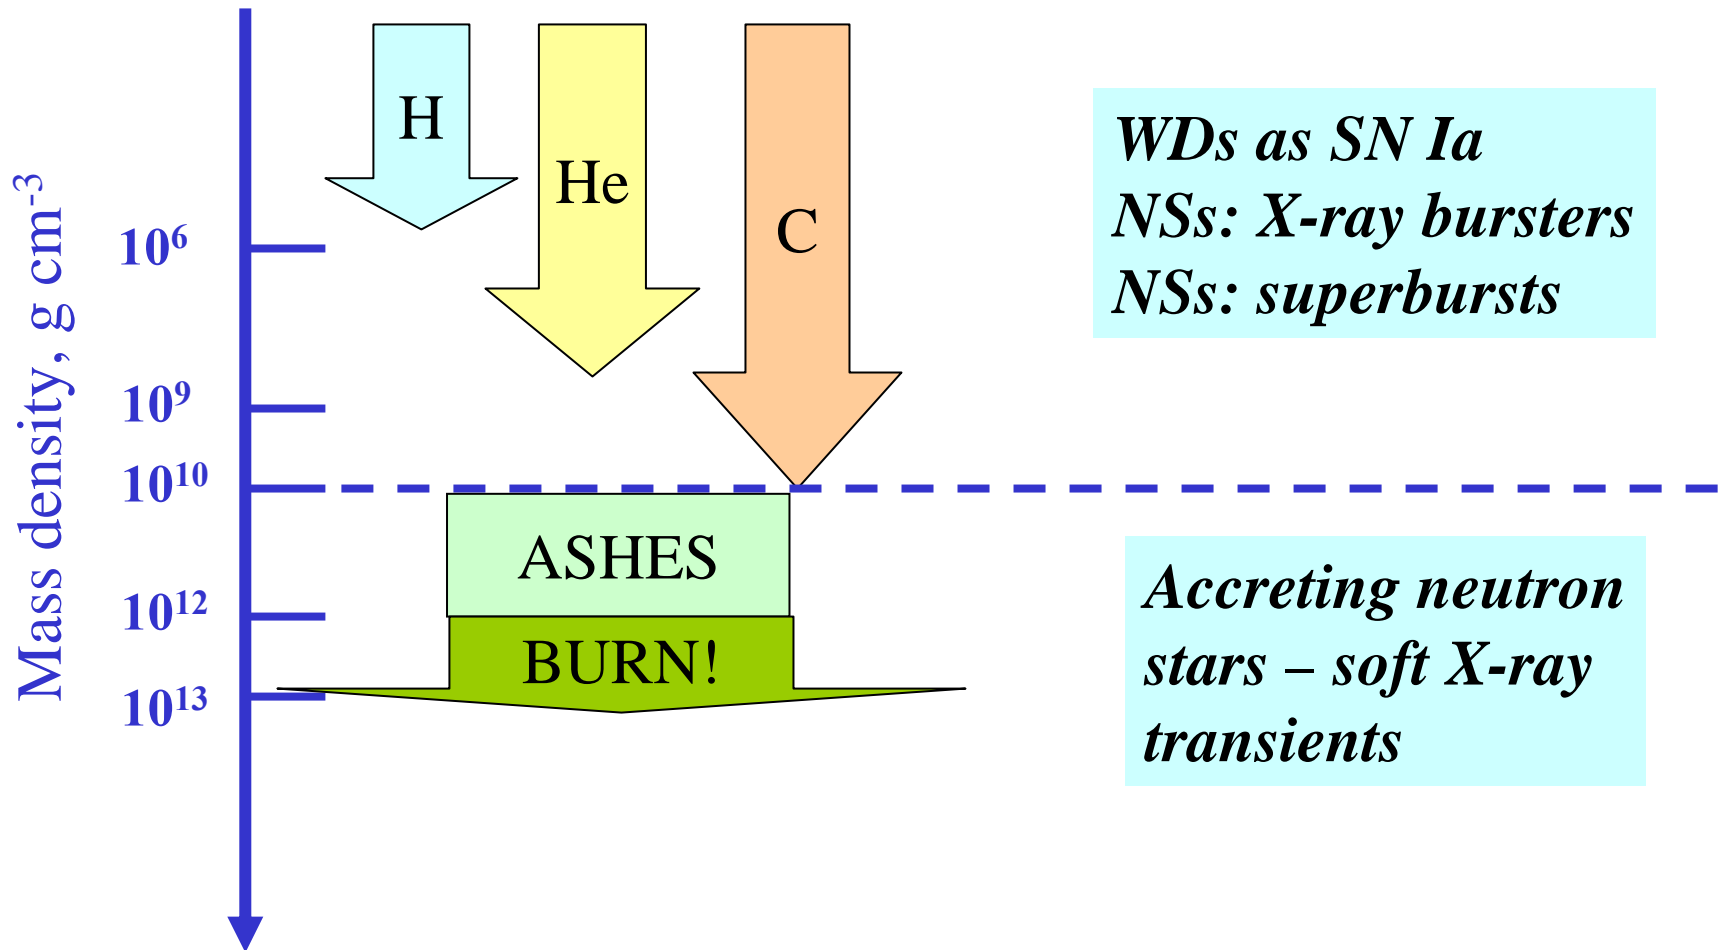 Mass density, g cm⁻³
H
He
C
10⁶
10⁹
10¹⁰
10¹²
10¹³
ASHES
BURN!
WDs as SN Ia
NSs: X-ray bursters
NSs: superbursts
Accreting neutron
stars – soft X-ray
transients